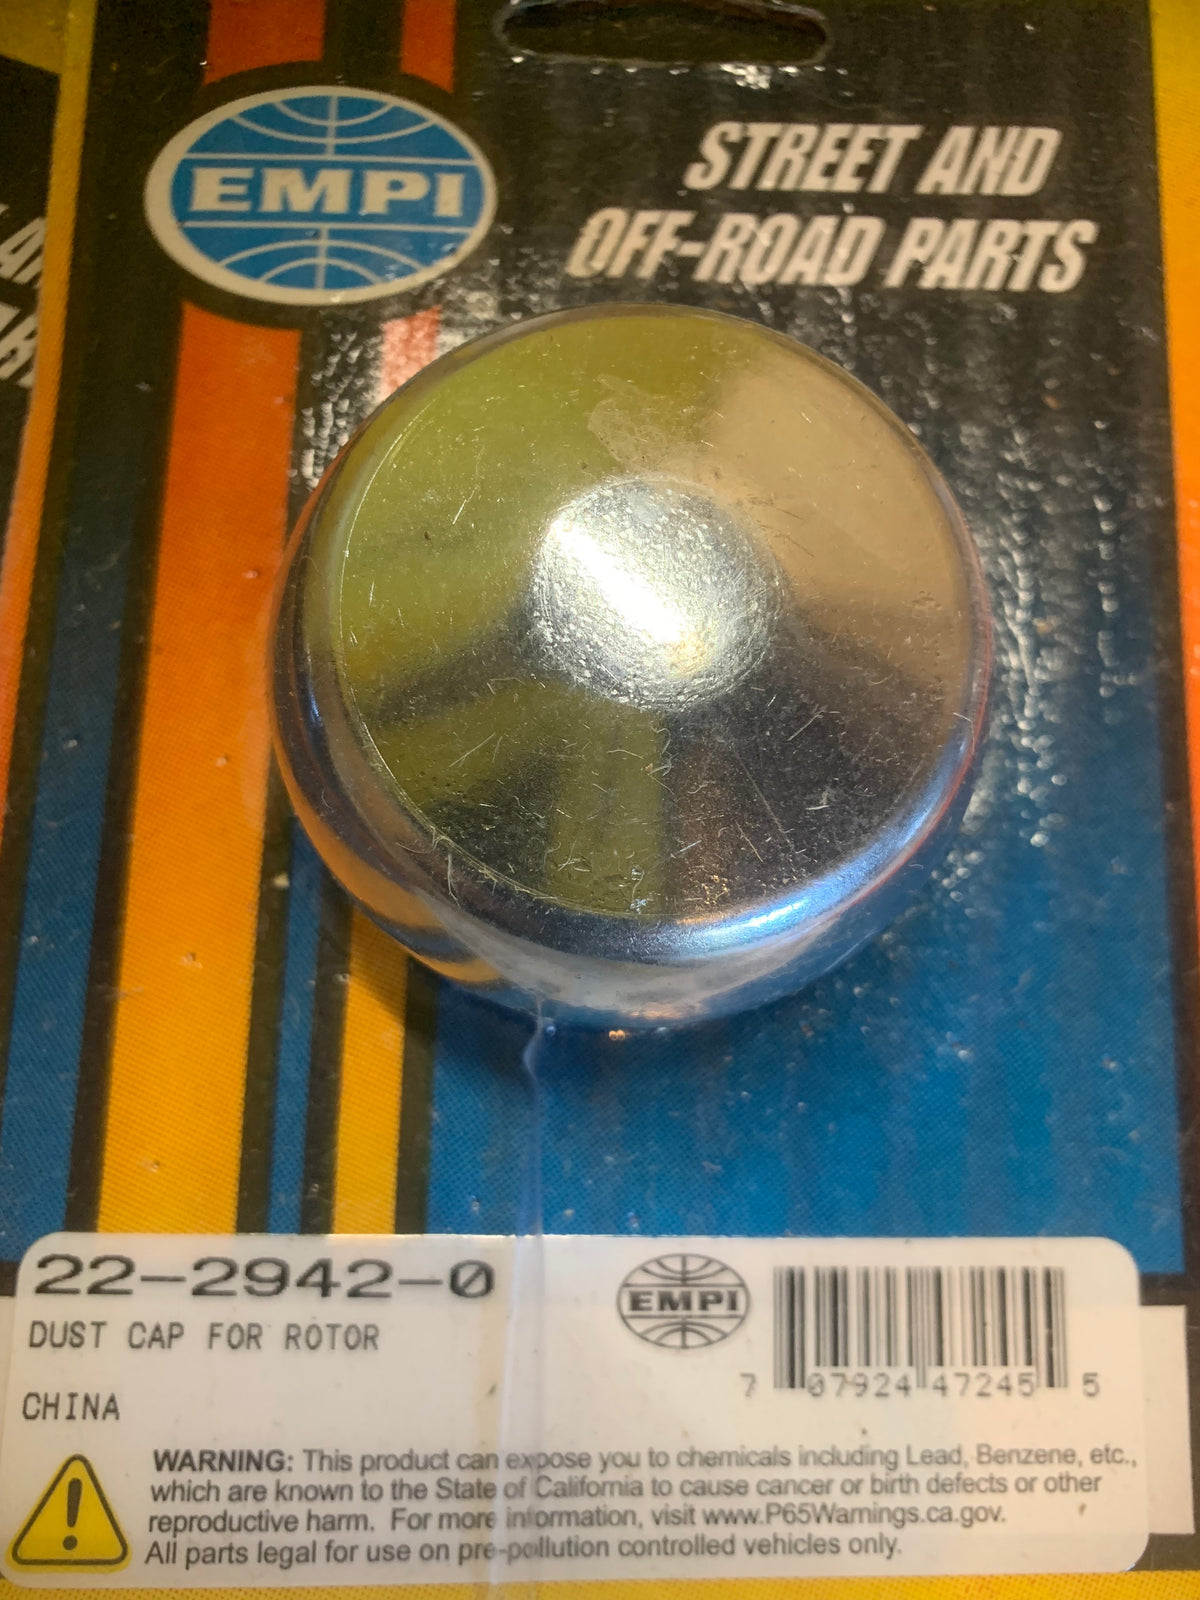 EMPI
STREET AND
OFF-ROAD PARTS
22-2942-0
DUST CAP FOR ROTOR
CHINA
EMPI
7 07924 47245 5
WARNING: This product can expose you to chemicals including Lead, Benzene, etc.,
which are known to the State of California to cause cancer or birth defects or other
reproductive harm. For more information, visit www.P65Warnings.ca.gov.
All parts legal for use on pre-pollution controlled vehicles only.